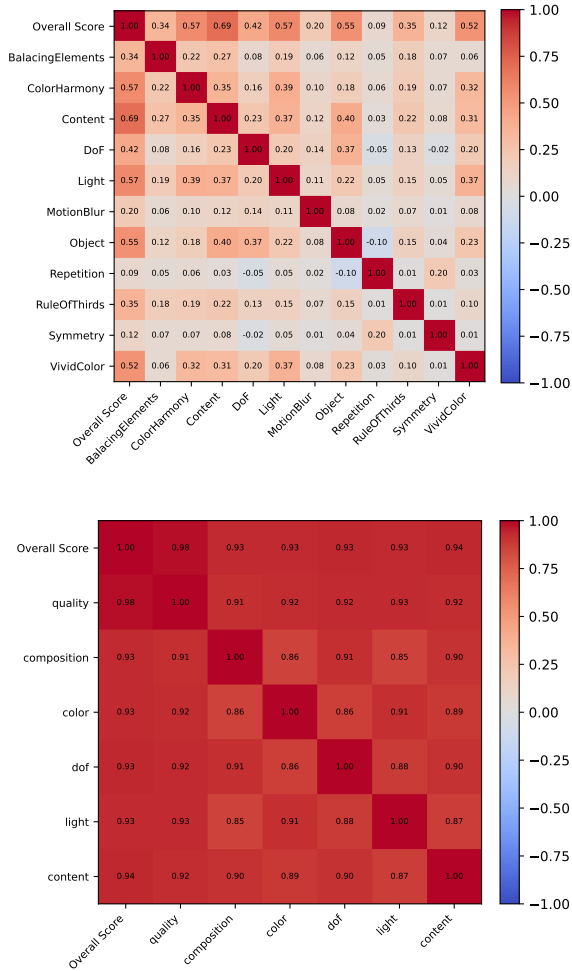 Overall Score 1.00 0.34 0.57 0.69 0.42 0.57 0.20 0.55 0.09 0.35 0.12 0.52
BalacingElements 0.34 1.00 0.22 0.27 0.08 0.19 0.06 0.12 0.05 0.18 0.07 0.06
ColorHarmony 0.57 0.22 1.00 0.35 0.16 0.39 0.10 0.18 0.06 0.19 0.07 0.32
Content 0.69 0.27 0.35 1.00 0.23 0.37 0.12 0.40 0.03 0.22 0.08 0.31
DoF 0.42 0.08 0.16 0.23 1.00 0.20 0.14 0.37 -0.05 0.13 -0.02 0.20
Light 0.57 0.19 0.39 0.37 0.20 1.00 0.11 0.22 0.05 0.15 0.05 0.37
MotionBlur 0.20 0.06 0.10 0.12 0.14 0.11 1.00 0.08 0.02 0.07 0.01 0.08
Object 0.55 0.12 0.18 0.40 0.37 0.22 0.08 1.00 -0.10 0.15 0.04 0.23
Repetition 0.09 0.05 0.06 0.03 -0.05 0.05 0.02 -0.10 1.00 0.01 0.20 0.03
RuleOfThirds 0.35 0.18 0.19 0.22 0.13 0.15 0.07 0.15 0.01 1.00 0.01 0.10
Symmetry 0.12 0.07 0.07 0.08 -0.02 0.05 0.01 0.04 0.20 0.01 1.00 0.01
VividColor 0.52 0.06 0.32 0.31 0.20 0.37 0.08 0.23 0.03 0.10 0.01 1.00
Overall Score BalacingElements ColorHarmony Content DoF Light MotionBlur Object Repetition RuleOfThirds Symmetry VividColor
1.00
0.75
0.50
0.25
0.00
−0.25
−0.50
−0.75
−1.00
Overall Score 1.00 0.98 0.93 0.93 0.93 0.93 0.94
quality 0.98 1.00 0.91 0.92 0.92 0.93 0.92
composition 0.93 0.91 1.00 0.86 0.91 0.85 0.90
color 0.93 0.92 0.86 1.00 0.86 0.91 0.89
dof 0.93 0.92 0.91 0.86 1.00 0.88 0.90
light 0.93 0.93 0.85 0.91 0.88 1.00 0.87
content 0.94 0.92 0.90 0.89 0.90 0.87 1.00
Overall Score quality composition color dof light content
1.00
0.75
0.50
0.25
0.00
−0.25
−0.50
−0.75
−1.00